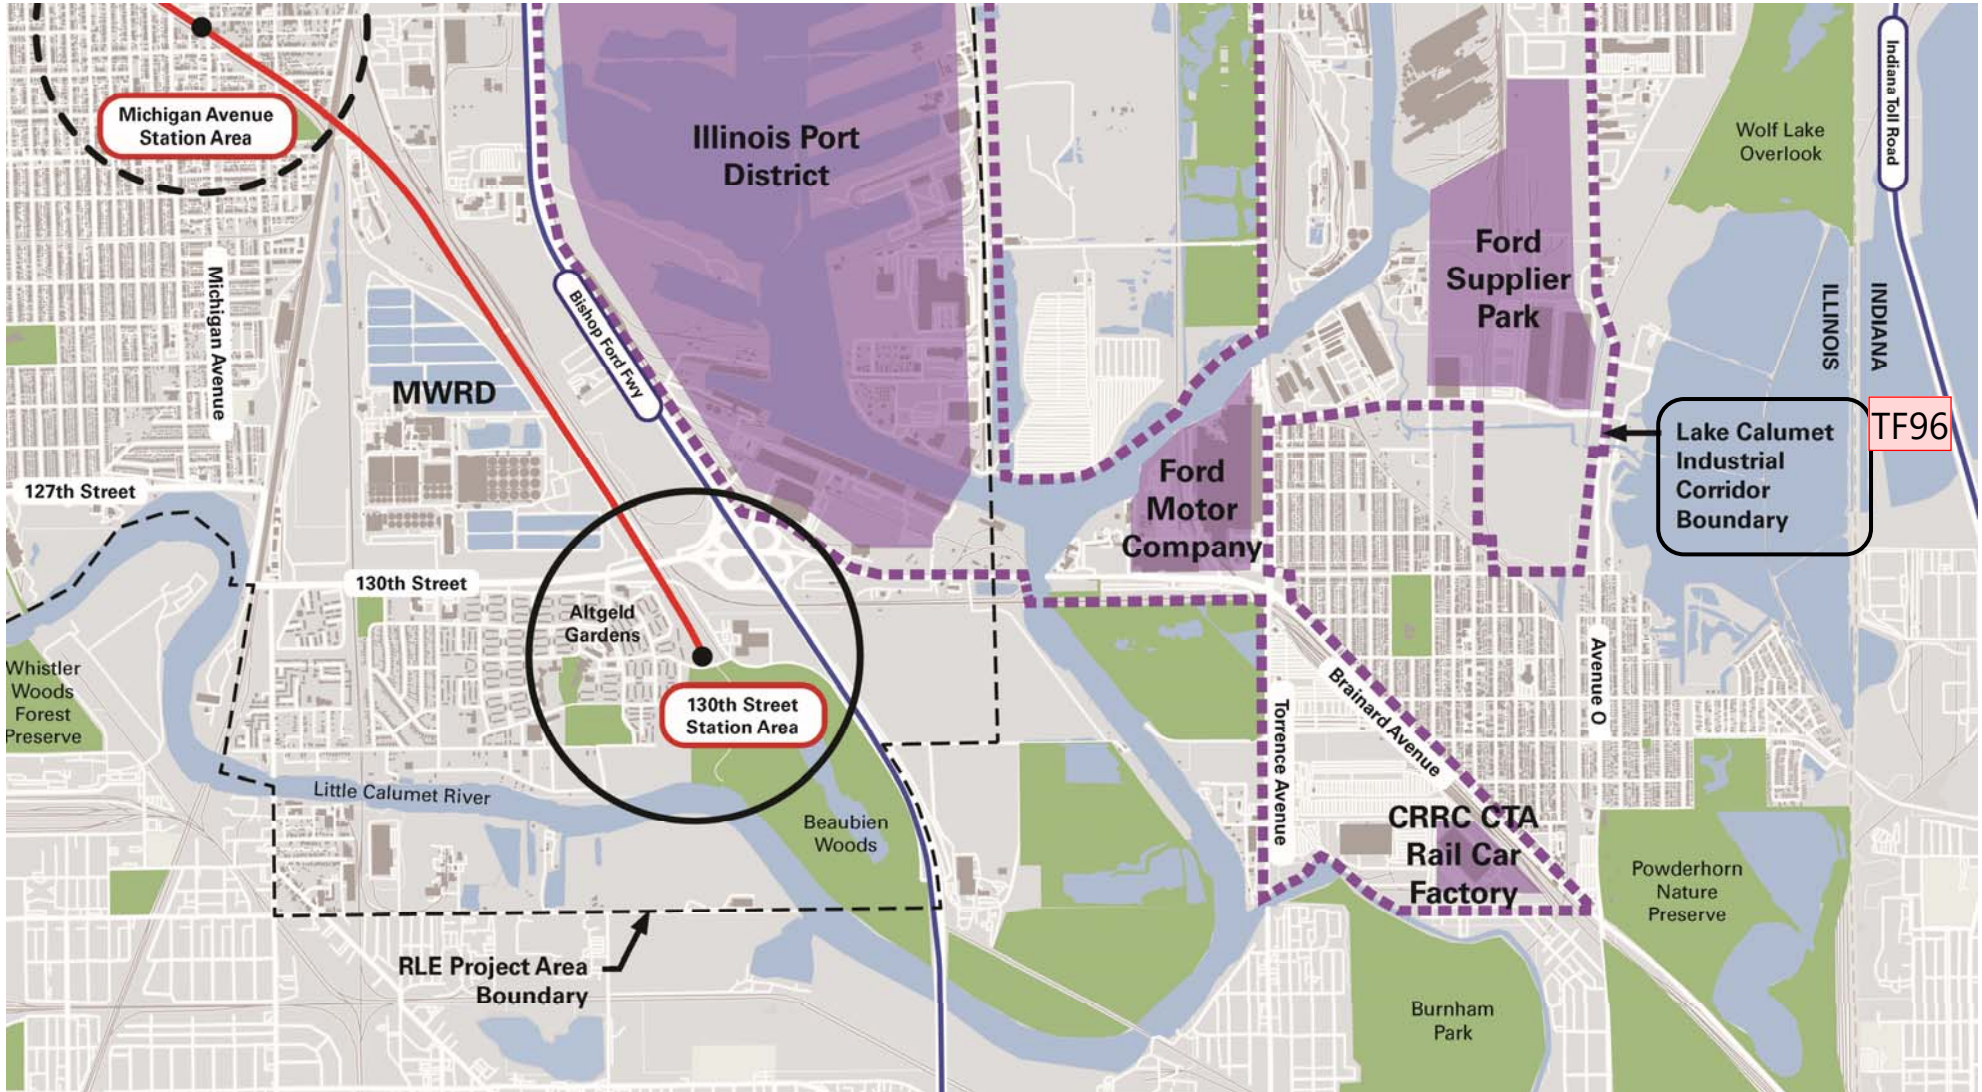 Michigan Avenue
Station Area
Illinois Port
District
Wolf Lake
Overlook
Indiana Toll Road
Ford
Supplier
Park
Michigan Avenue
Bishop Ford Fwy
ILLINOIS
INDIANA
MWRD
TF96
Lake Calumet
Industrial
Corridor
Boundary
127th Street
Ford
Motor
Company
130th Street
Altgeld
Gardens
Whistler
Woods
Forest
Preserve
130th Street
Station Area
Torrence Avenue
Brainard Avenue
Avenue O
Little Calumet River
Beaubien
Woods
CRRC CTA
Rail Car
Factory
Powderhorn
Nature
Preserve
RLE Project Area
Boundary
Burnham
Park